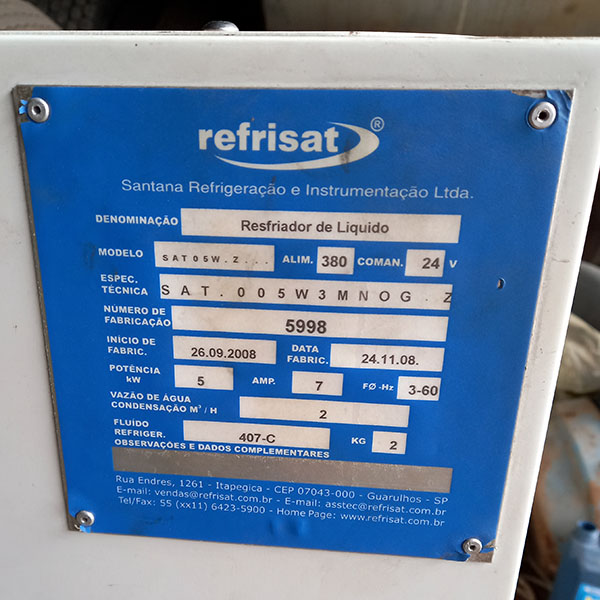 refrisat ®
Santana Refrigeração e Instrumentação Ltda.
DENOMINAÇÃO Resfriador de Liquido
MODELO SAT05W.Z... ALIM. 380 COMAN. 24 V
ESPEC. TÉCNICA SAT.005W3MNOG.Z
NÚMERO DE FABRICAÇÃO 5998
INÍCIO DE FABRIC. 26.09.2008 DATA FABRIC. 24.11.08.
POTÊNCIA kW 5 AMP. 7 FØ -Hz 3-60
VAZÃO DE ÁGUA CONDENSAÇÃO M³ / H 2
FLUÍDO REFRIGER. 407-C KG 2
OBSERVAÇÕES E DADOS COMPLEMENTARES
Rua Endres, 1261 - Itapegica - CEP 07043-000 - Guarulhos - SP
E-mail: vendas@refrisat.com.br - E-mail: asstec@refrisat.com.br
Tel/Fax: 55 (xx11) 6423-5900 - Home Page: www.refrisat.com.br